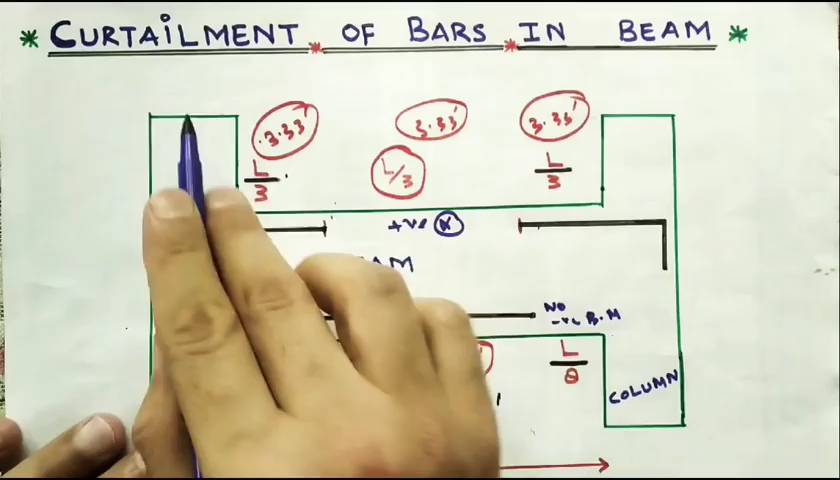 * CURTAILMENT * OF BARS * IN BEAM *
3.33' 3.33' 3.33'
L/3 L/3 L/3
+ve
NO
-ve B.M
L/8
COLUMN